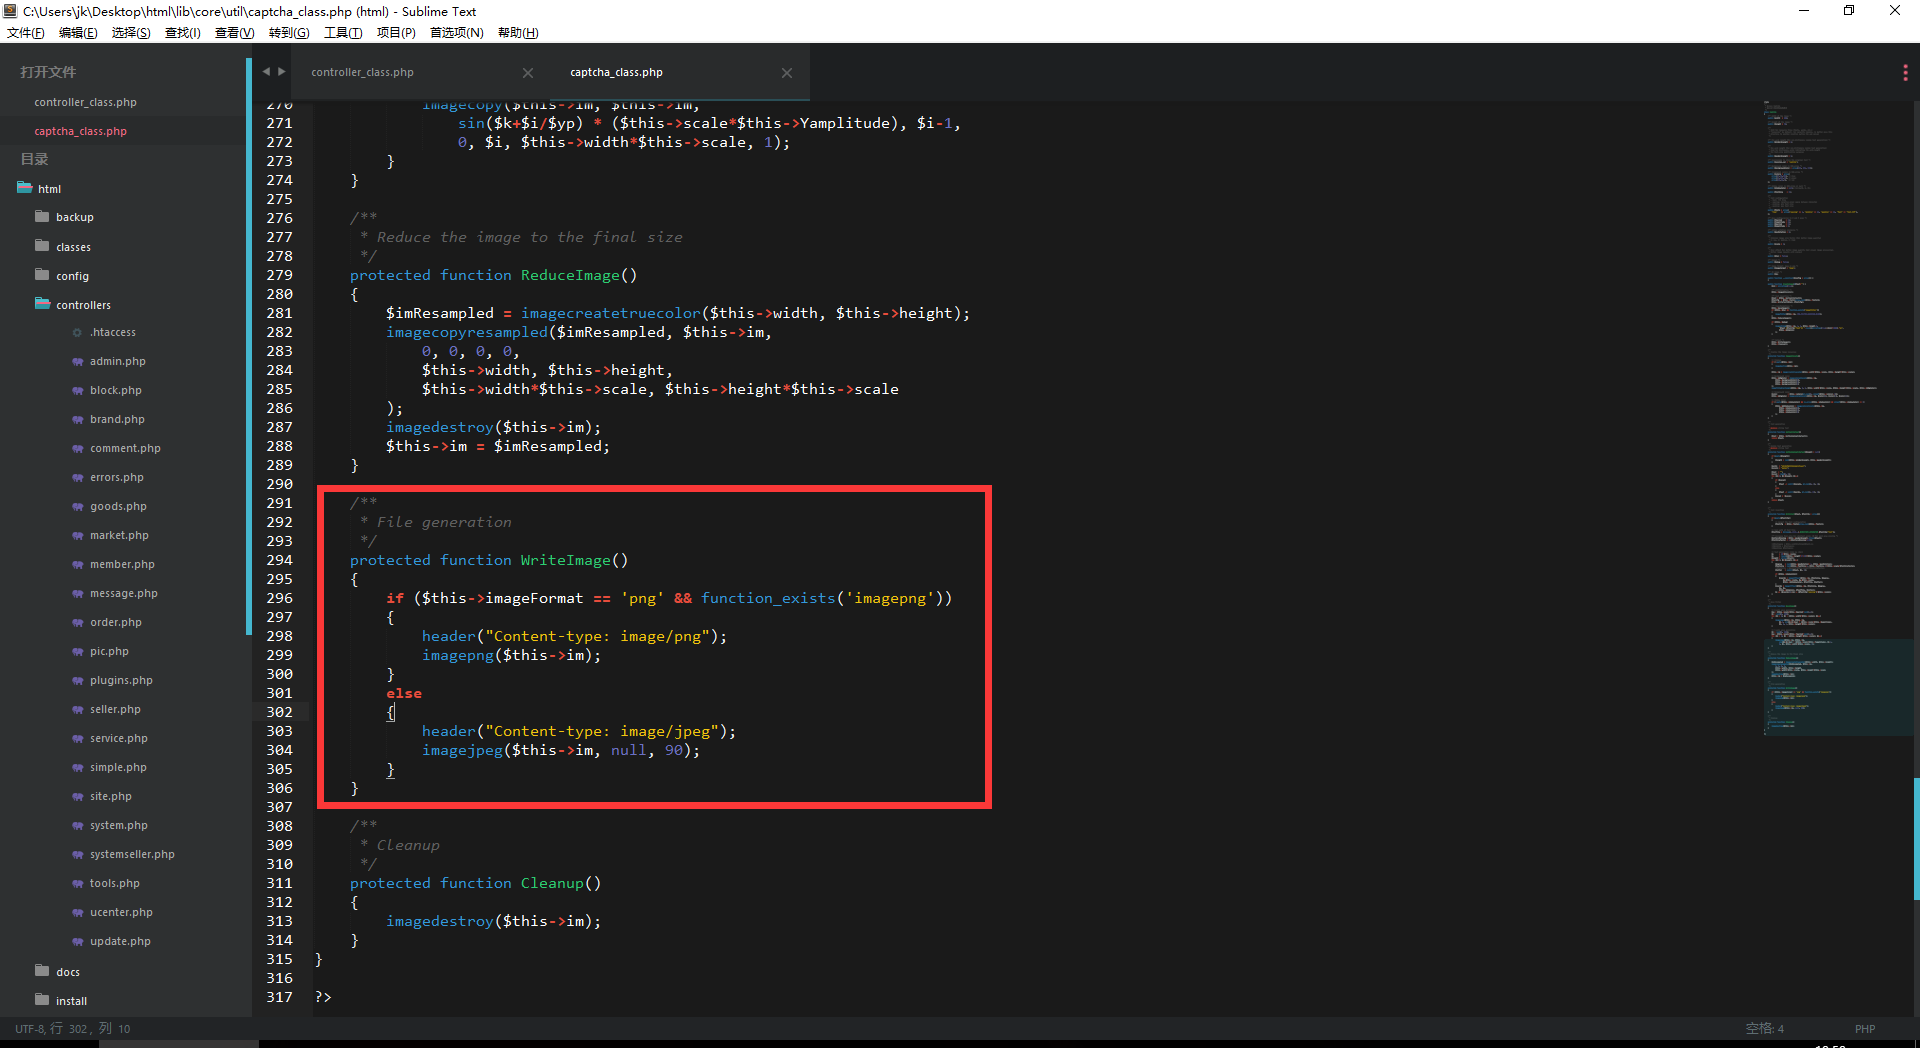 C:\Users\jk\Desktop\html\lib\core\util\captcha_class.php (html) - Sublime Text
文件(F) 编辑(E) 选择(S) 查找(I) 查看(V) 转到(G) 工具(T) 项目(P) 首选项(N) 帮助(H)
打开文件
controller_class.php
captcha_class.php
目录
html
backup
classes
config
controllers
.htaccess
admin.php
block.php
brand.php
comment.php
errors.php
goods.php
market.php
member.php
message.php
order.php
pic.php
plugins.php
seller.php
service.php
simple.php
site.php
system.php
systemseller.php
tools.php
ucenter.php
update.php
docs
install
controller_class.php
captcha_class.php
270 imagecopy($this->im, $this->im,
271 sin($k+$i/$yp) * ($this->scale*$this->Yamplitude), $i-1,
272 0, $i, $this->width*$this->scale, 1);
273 }
274 }
275
276 /**
277 * Reduce the image to the final size
278 */
279 protected function ReduceImage()
280 {
281 $imResampled = imagecreatetruecolor($this->width, $this->height);
282 imagecopyresampled($imResampled, $this->im,
283 0, 0, 0, 0,
284 $this->width, $this->height,
285 $this->width*$this->scale, $this->height*$this->scale
286 );
287 imagedestroy($this->im);
288 $this->im = $imResampled;
289 }
290
291 /**
292 * File generation
293 */
294 protected function WriteImage()
295 {
296 if ($this->imageFormat == 'png' && function_exists('imagepng'))
297 {
298 header("Content-type: image/png");
299 imagepng($this->im);
300 }
301 else
302 {
303 header("Content-type: image/jpeg");
304 imagejpeg($this->im, null, 90);
305 }
306 }
307
308 /**
309 * Cleanup
310 */
311 protected function Cleanup()
312 {
313 imagedestroy($this->im);
314 }
315 }
316
317 ?>
UTF-8, 行 302, 列 10
空格: 4
PHP